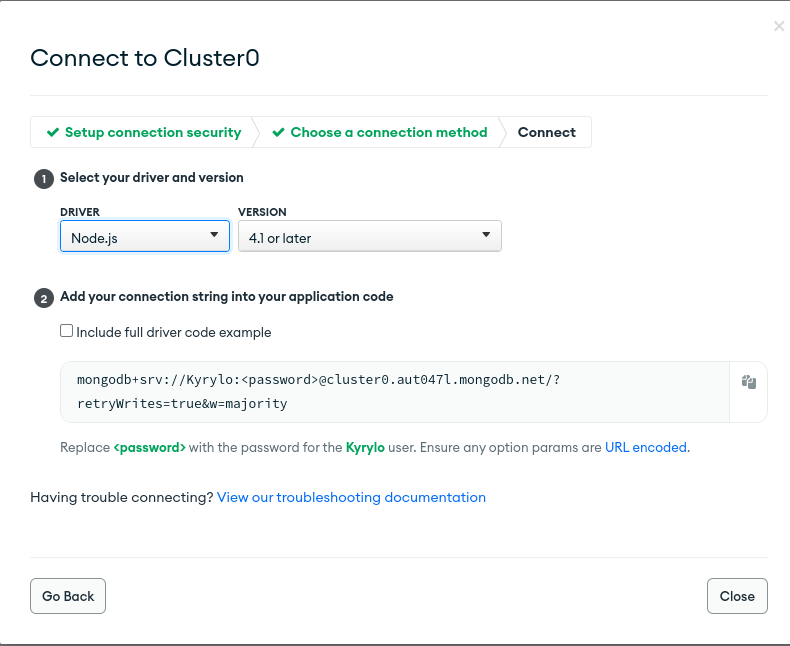 Connect to Cluster0
Setup connection security
Choose a connection method
Connect
1
Select your driver and version
DRIVER
VERSION
Node.js
4.1 or later
2
Add your connection string into your application code
Include full driver code example
mongodb+srv://Kyrylo:<password>@cluster0.aut047l.mongodb.net/?
retryWrites=true&w=majority
Replace <password> with the password for the Kyrylo user. Ensure any option params are URL encoded.
Having trouble connecting? View our troubleshooting documentation
Go Back
Close